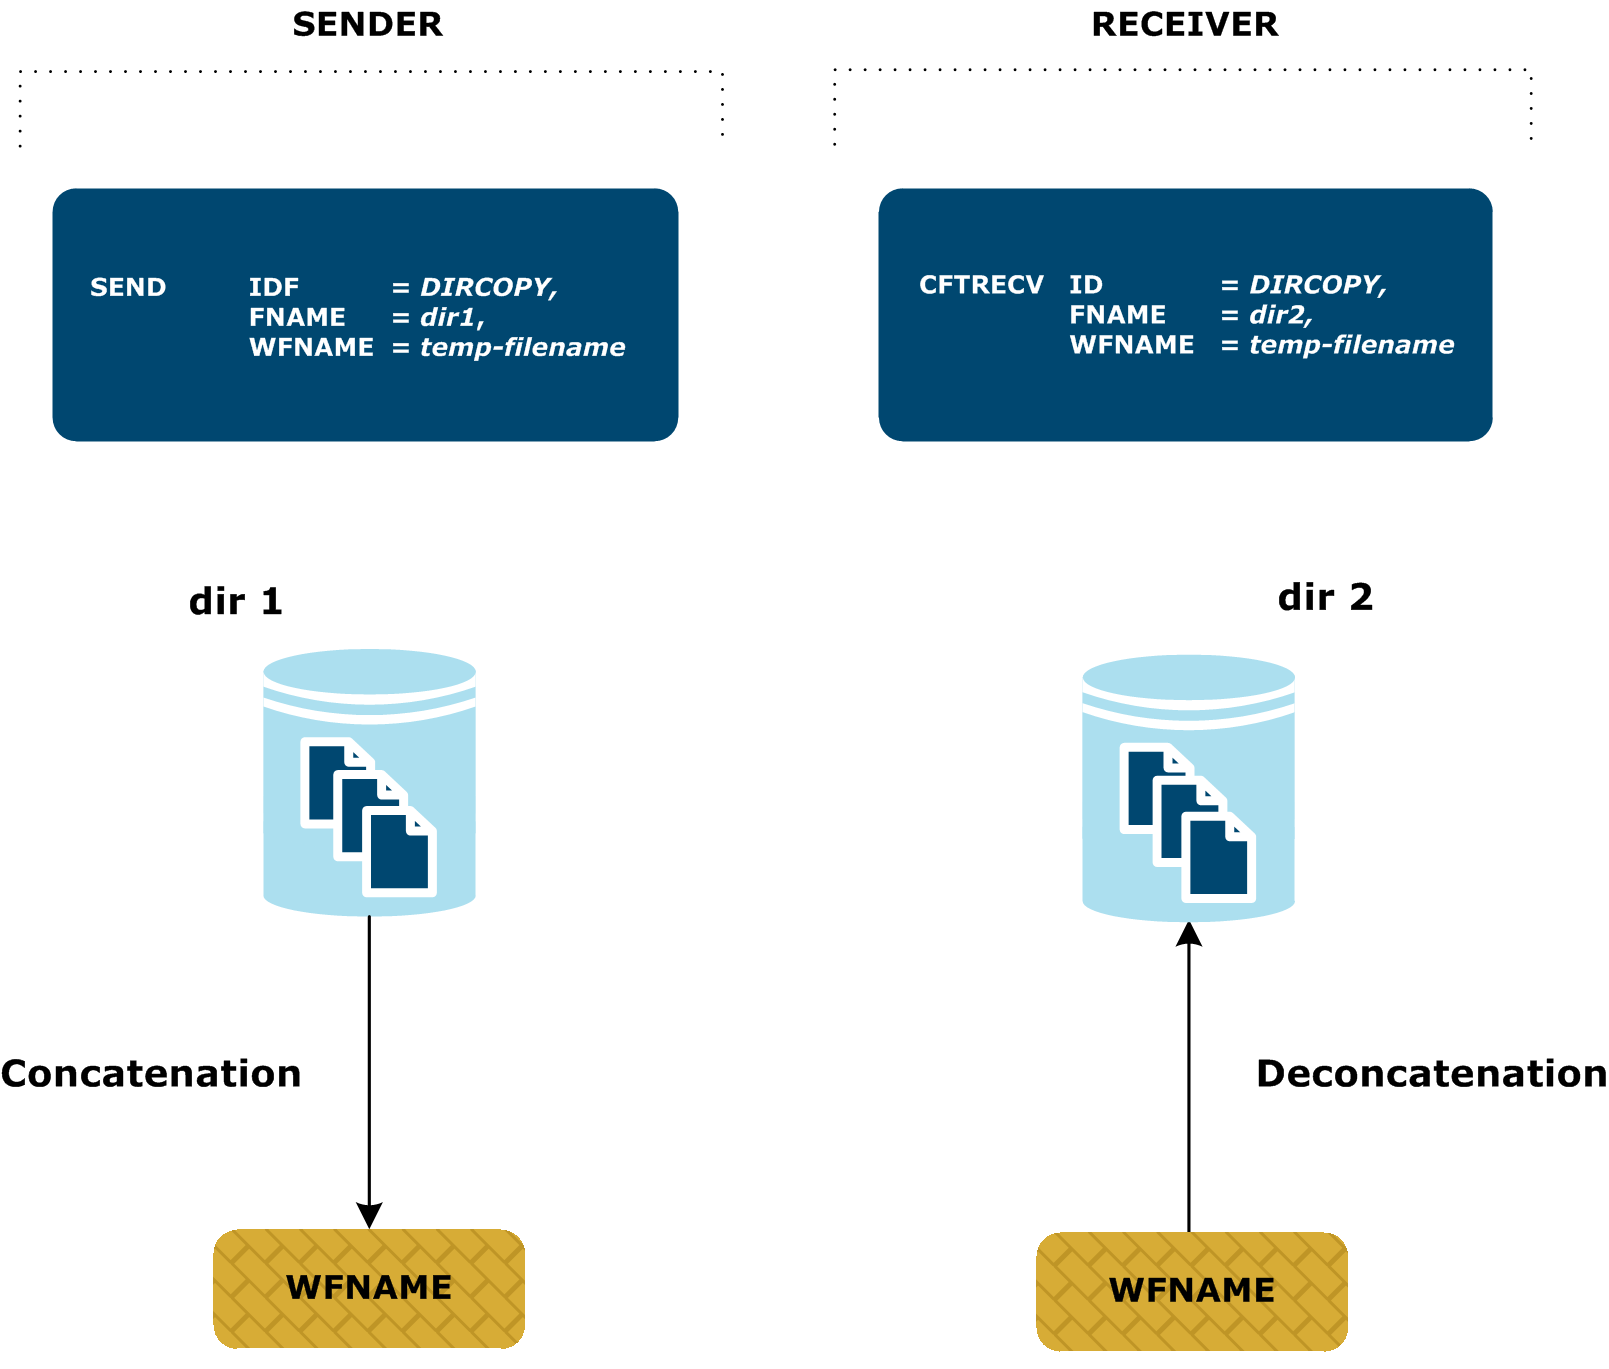 SENDER
RECEIVER
SEND IDF = DIRCOPY,
FNAME = dir1,
WFNAME = temp-filename
CFTRECV ID = DIRCOPY,
FNAME = dir2,
WFNAME = temp-filename
dir 1
dir 2
Concatenation
Deconcatenation
WFNAME
WFNAME